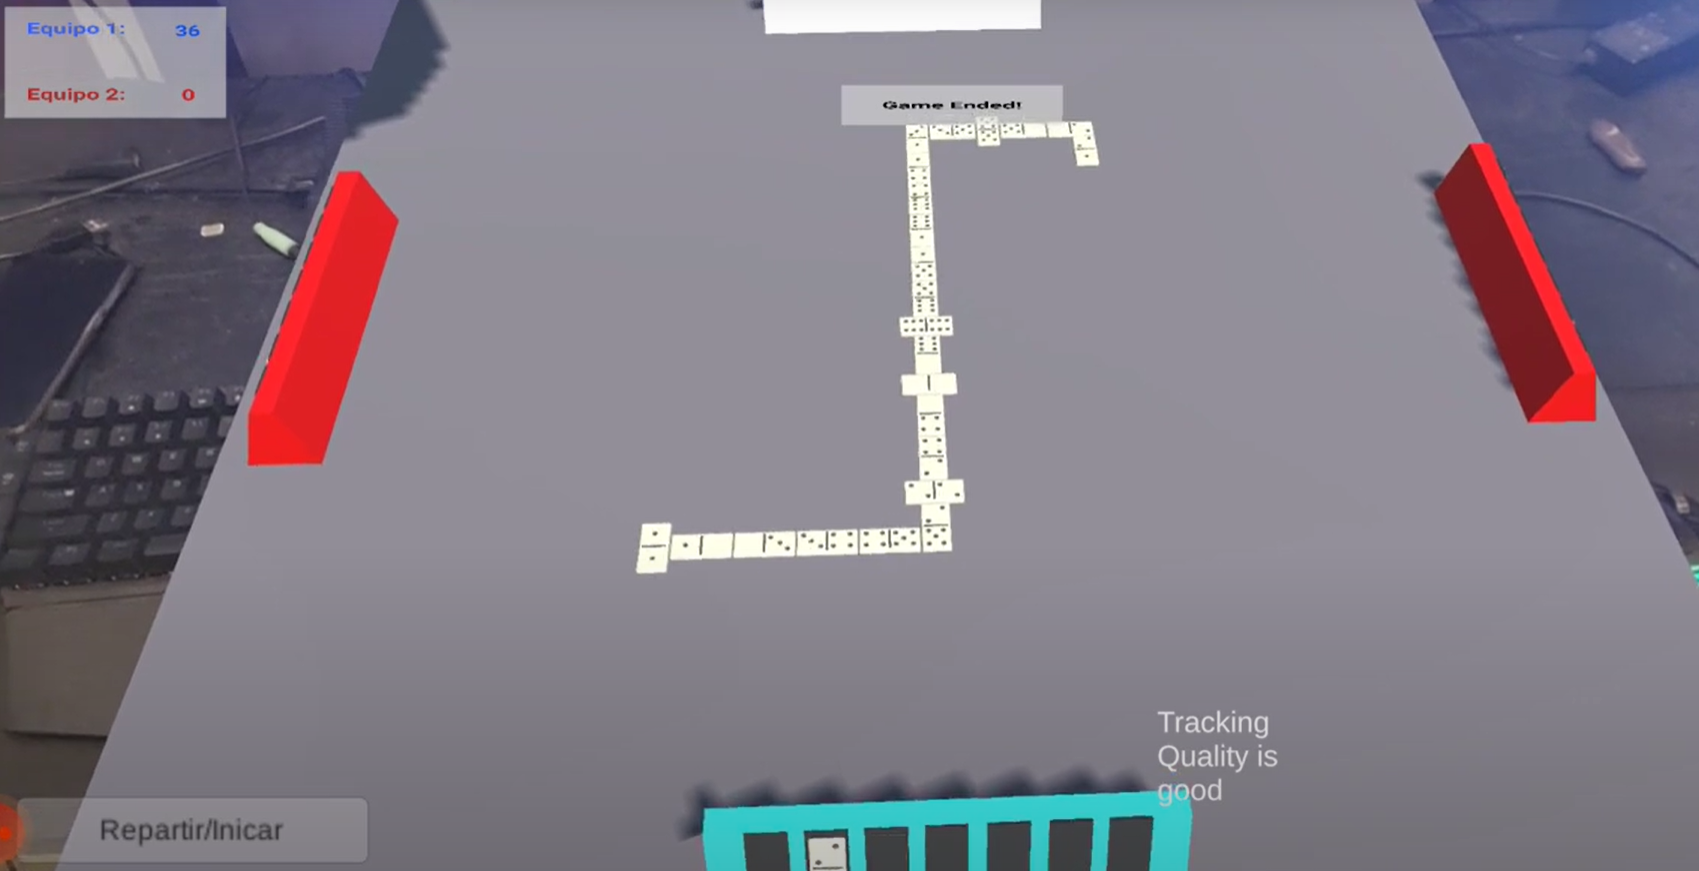 Equipo 1: 36
Equipo 2: 0
Game Ended!
Tracking
Quality is
good
Repartir/Inicar